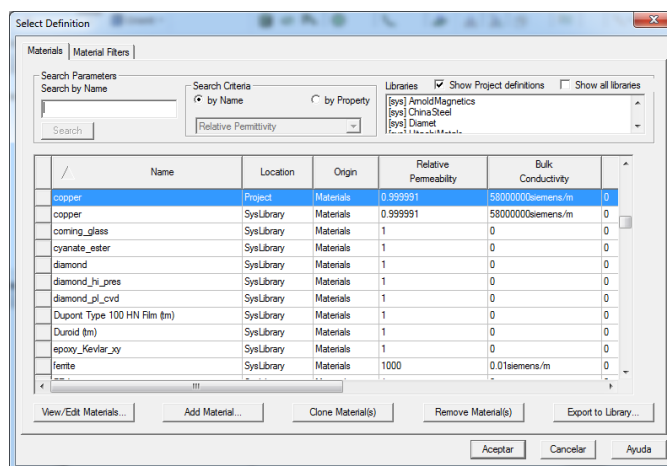 Select Definition
Materials Material Filters
Search Parameters
Search by Name
Search
Search Criteria
by Name by Property
Relative Permittivity
Libraries Show Project definitions Show all libraries
[sys] ArnoldMagnetics
[sys] ChinaSteel
[sys] Diamet
/ Name Location Origin Relative Permeability Bulk Conductivity
copper Project Materials 0.999991 58000000siemens/m 0
copper SysLibrary Materials 0.999991 58000000siemens/m 0
corning_glass SysLibrary Materials 1 0 0
cyanate_ester SysLibrary Materials 1 0 0
diamond SysLibrary Materials 1 0 0
diamond_hi_pres SysLibrary Materials 1 0 0
diamond_pl_cvd SysLibrary Materials 1 0 0
Dupont Type 100 HN Film (tm) SysLibrary Materials 1 0 0
Duroid (tm) SysLibrary Materials 1 0 0
epoxy_Kevlar_xy SysLibrary Materials 1 0 0
ferrite SysLibrary Materials 1000 0.01siemens/m 0
View/Edit Materials... Add Material... Clone Material(s) Remove Material(s) Export to Library...
Aceptar Cancelar Ayuda